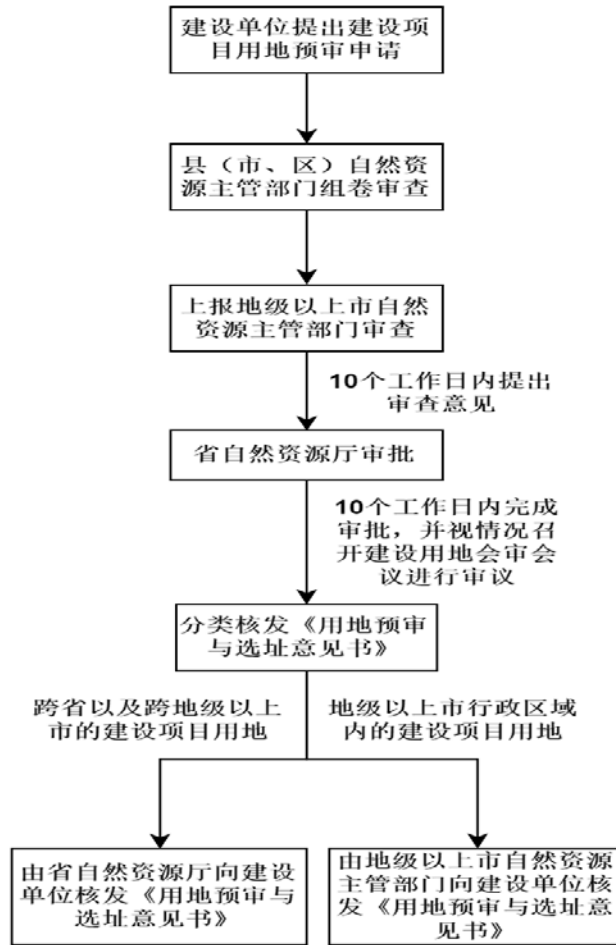 建设单位提出建设项
目用地预审申请
县（市、区）自然资
源主管部门组卷审查
上报地级以上市自然
资源主管部门审查
10个工作日内提出
审查意见
省自然资源厅审批
10个工作日内完成
审批，并视情况召
开建设用地会审会
议进行审议
分类核发《用地预审
与选址意见书》
跨省以及跨地级以上
市的建设项目用地
地级以上市行政区域
内的建设项目用地
由省自然资源厅向建设
单位核发《用地预审与
选址意见书》
由地级以上市自然资源
主管部门向建设单位核
发《用地预审与选址意
见书》